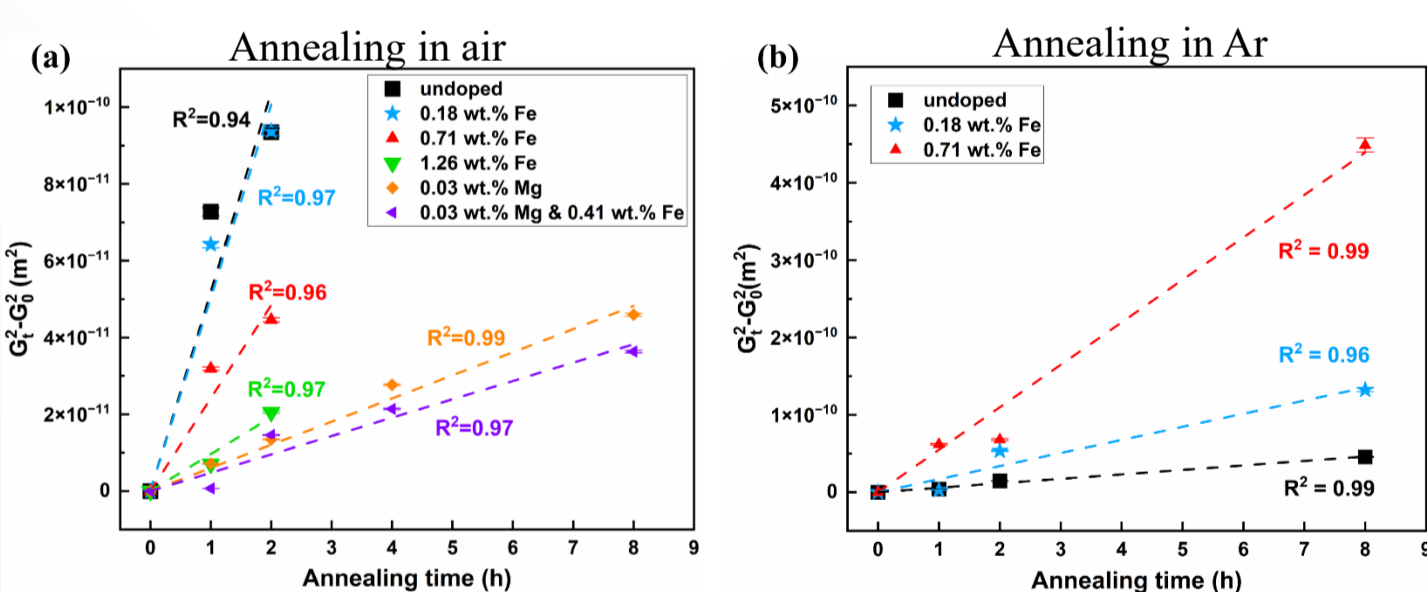 (a) Annealing in air
G²t-G²0 (m²)
1×10⁻¹⁰
8×10⁻¹¹
6×10⁻¹¹
4×10⁻¹¹
2×10⁻¹¹
0
R²=0.94
R²=0.97
R²=0.96
R²=0.97
R²=0.99
R²=0.97
undoped
0.18 wt.% Fe
0.71 wt.% Fe
1.26 wt.% Fe
0.03 wt.% Mg
0.03 wt.% Mg & 0.41 wt.% Fe
0 1 2 3 4 5 6 7 8 9
Annealing time (h)
(b) Annealing in Ar
G²t-G²0(m²)
5×10⁻¹⁰
4×10⁻¹⁰
3×10⁻¹⁰
2×10⁻¹⁰
1×10⁻¹⁰
0
undoped
0.18 wt.% Fe
0.71 wt.% Fe
R² = 0.99
R² = 0.96
R² = 0.99
0 1 2 3 4 5 6 7 8 9
Annealing time (h)